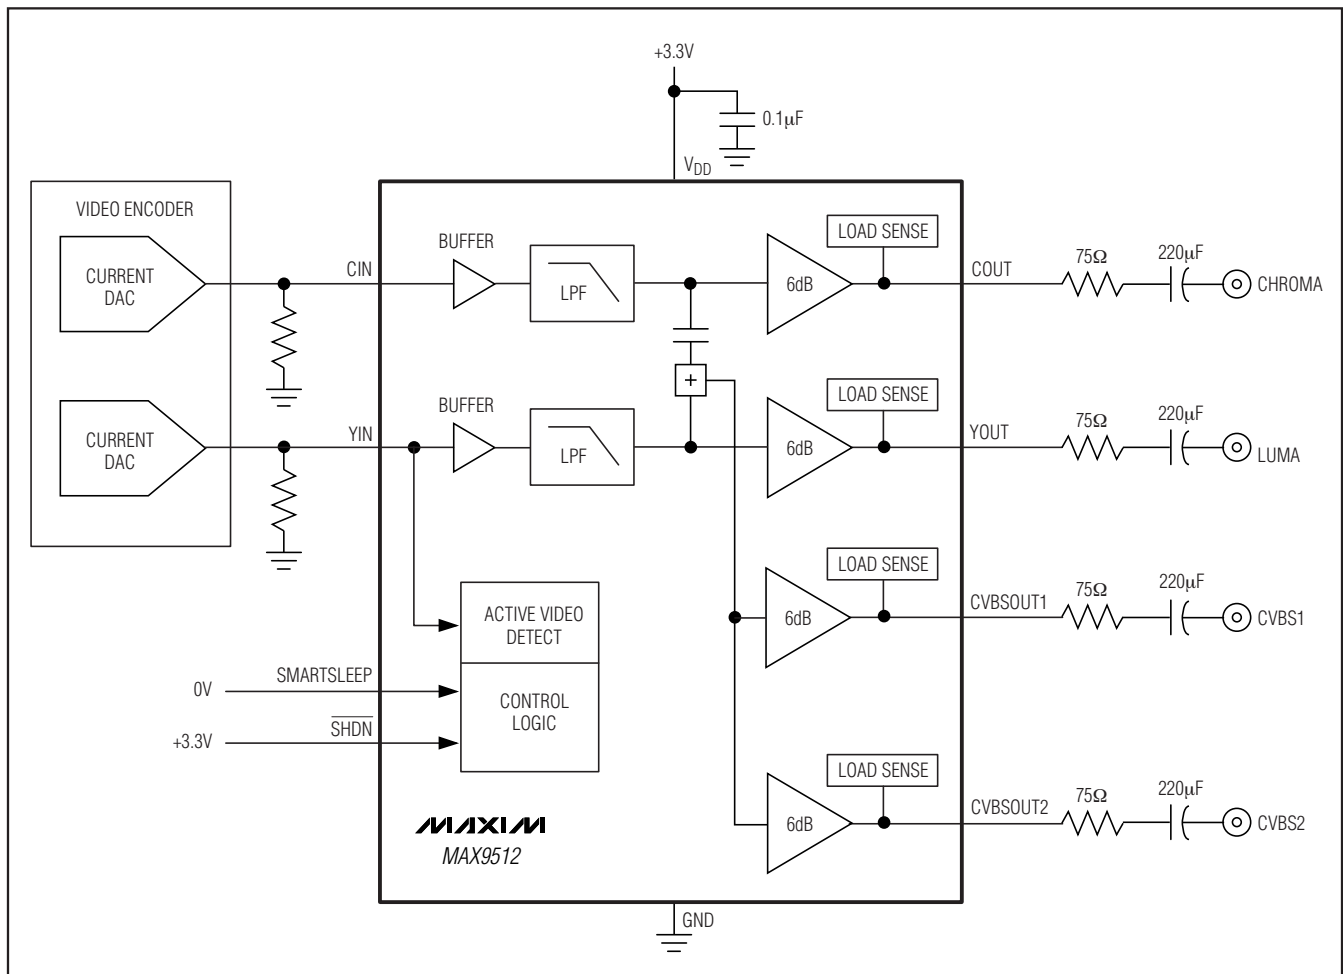 +3.3V
0.1µF
VDD
VIDEO ENCODER
CURRENT
DAC
CIN
BUFFER
LPF
6dB
LOAD SENSE
COUT
75Ω
220µF
CHROMA
+
CURRENT
DAC
YIN
BUFFER
LPF
6dB
LOAD SENSE
YOUT
75Ω
220µF
LUMA
ACTIVE VIDEO
DETECT
CONTROL
LOGIC
0V
SMARTSLEEP
+3.3V
SHDN
6dB
LOAD SENSE
CVBSOUT1
75Ω
220µF
CVBS1
6dB
LOAD SENSE
CVBSOUT2
75Ω
220µF
CVBS2
MAXIM
MAX9512
GND